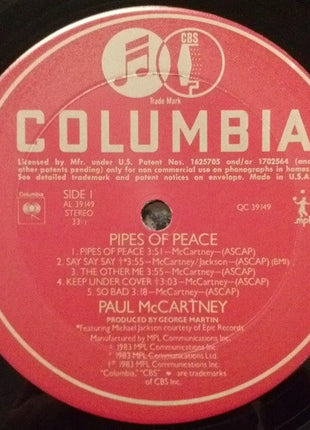 CBS
Trade Mark
COLUMBIA
Licensed by Mfr. under U.S. Patent Nos. 1625705 and/or 1702564 (and
other patents pending) only for non commercial use on phonographs in homes.
See detailed trademark and patent notice on jacket. Made in U.S.A.
Columbia
SIDE 1
AL 39149
STEREO
33⅓
QC 39149
mpl
PIPES OF PEACE
1. PIPES OF PEACE 3:51–McCartney–(ASCAP)
2. SAY SAY SAY †*3:55–McCartney/Jackson–(ASCAP)(BMI)
3. THE OTHER ME 3:55–McCartney–(ASCAP)
4. KEEP UNDER COVER †3:03–McCartney–(ASCAP)
5. SO BAD 3:18–McCartney–(ASCAP)
PAUL McCARTNEY
PRODUCED BY GEORGE MARTIN
*Featuring Michael Jackson courtesy of Epic Records
Manufactured by MPL Communications Inc.
℗ 1983 MPL Communications Inc.
© 1983 MPL Communications Ltd.
†℗ 1983 MPL Communications Inc.
"Columbia," "CBS" are trademarks
of CBS Inc.